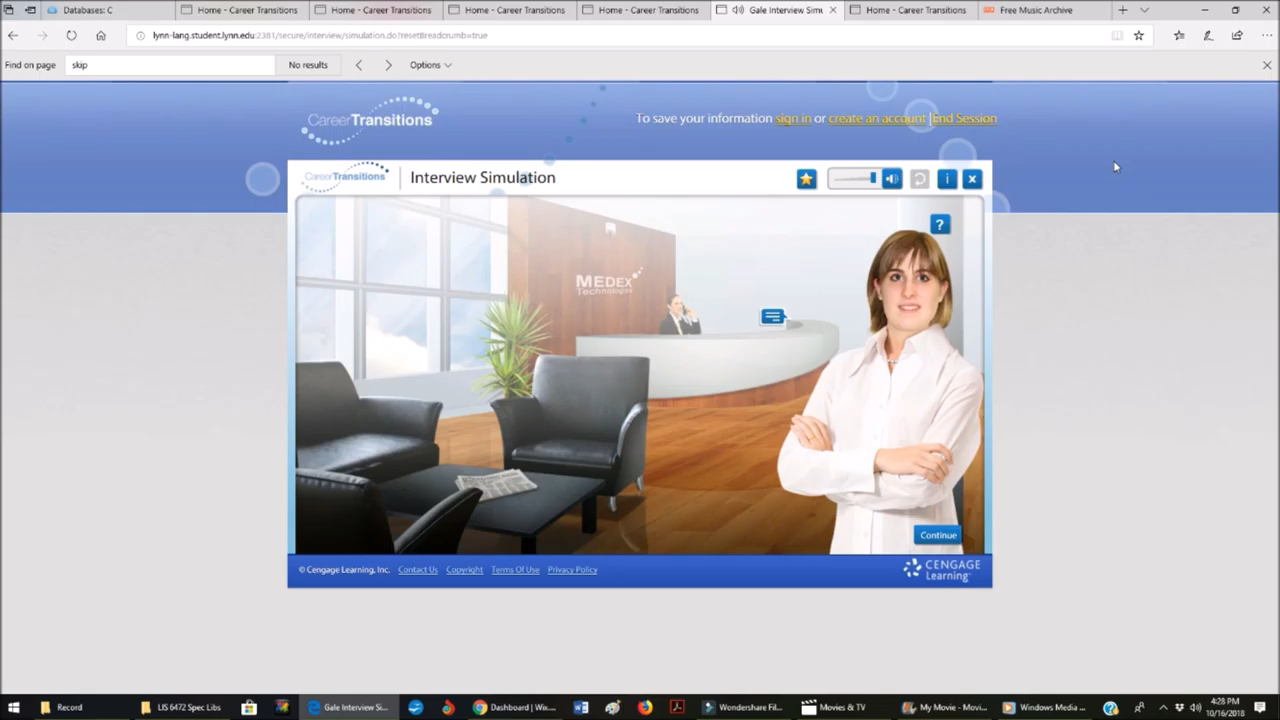 Databases: C
Home - Career Transitions
Home - Career Transitions
Home - Career Transitions
Home - Career Transitions
Gale Interview Simu
Home - Career Transitions
Free Music Archive
lynn-lang.student.lynn.edu:2381/secure/interview/simulation.do?resetBreadcrumb=true
Find on page
skip
No results
Options
CareerTransitions
To save your information sign in or create an account |End Session
CareerTransitions
Interview Simulation
i
?
MEDEX
Technologies
Continue
© Cengage Learning, Inc. Contact Us Copyright Terms Of Use Privacy Policy
CENGAGE
Learning
Record
LIS 6472 Spec Libs
Gale Interview Si...
Dashboard | Wix....
Wondershare Fil...
Movies & TV
My Movie - Movi...
Windows Media ...
4:28 PM
10/16/2018